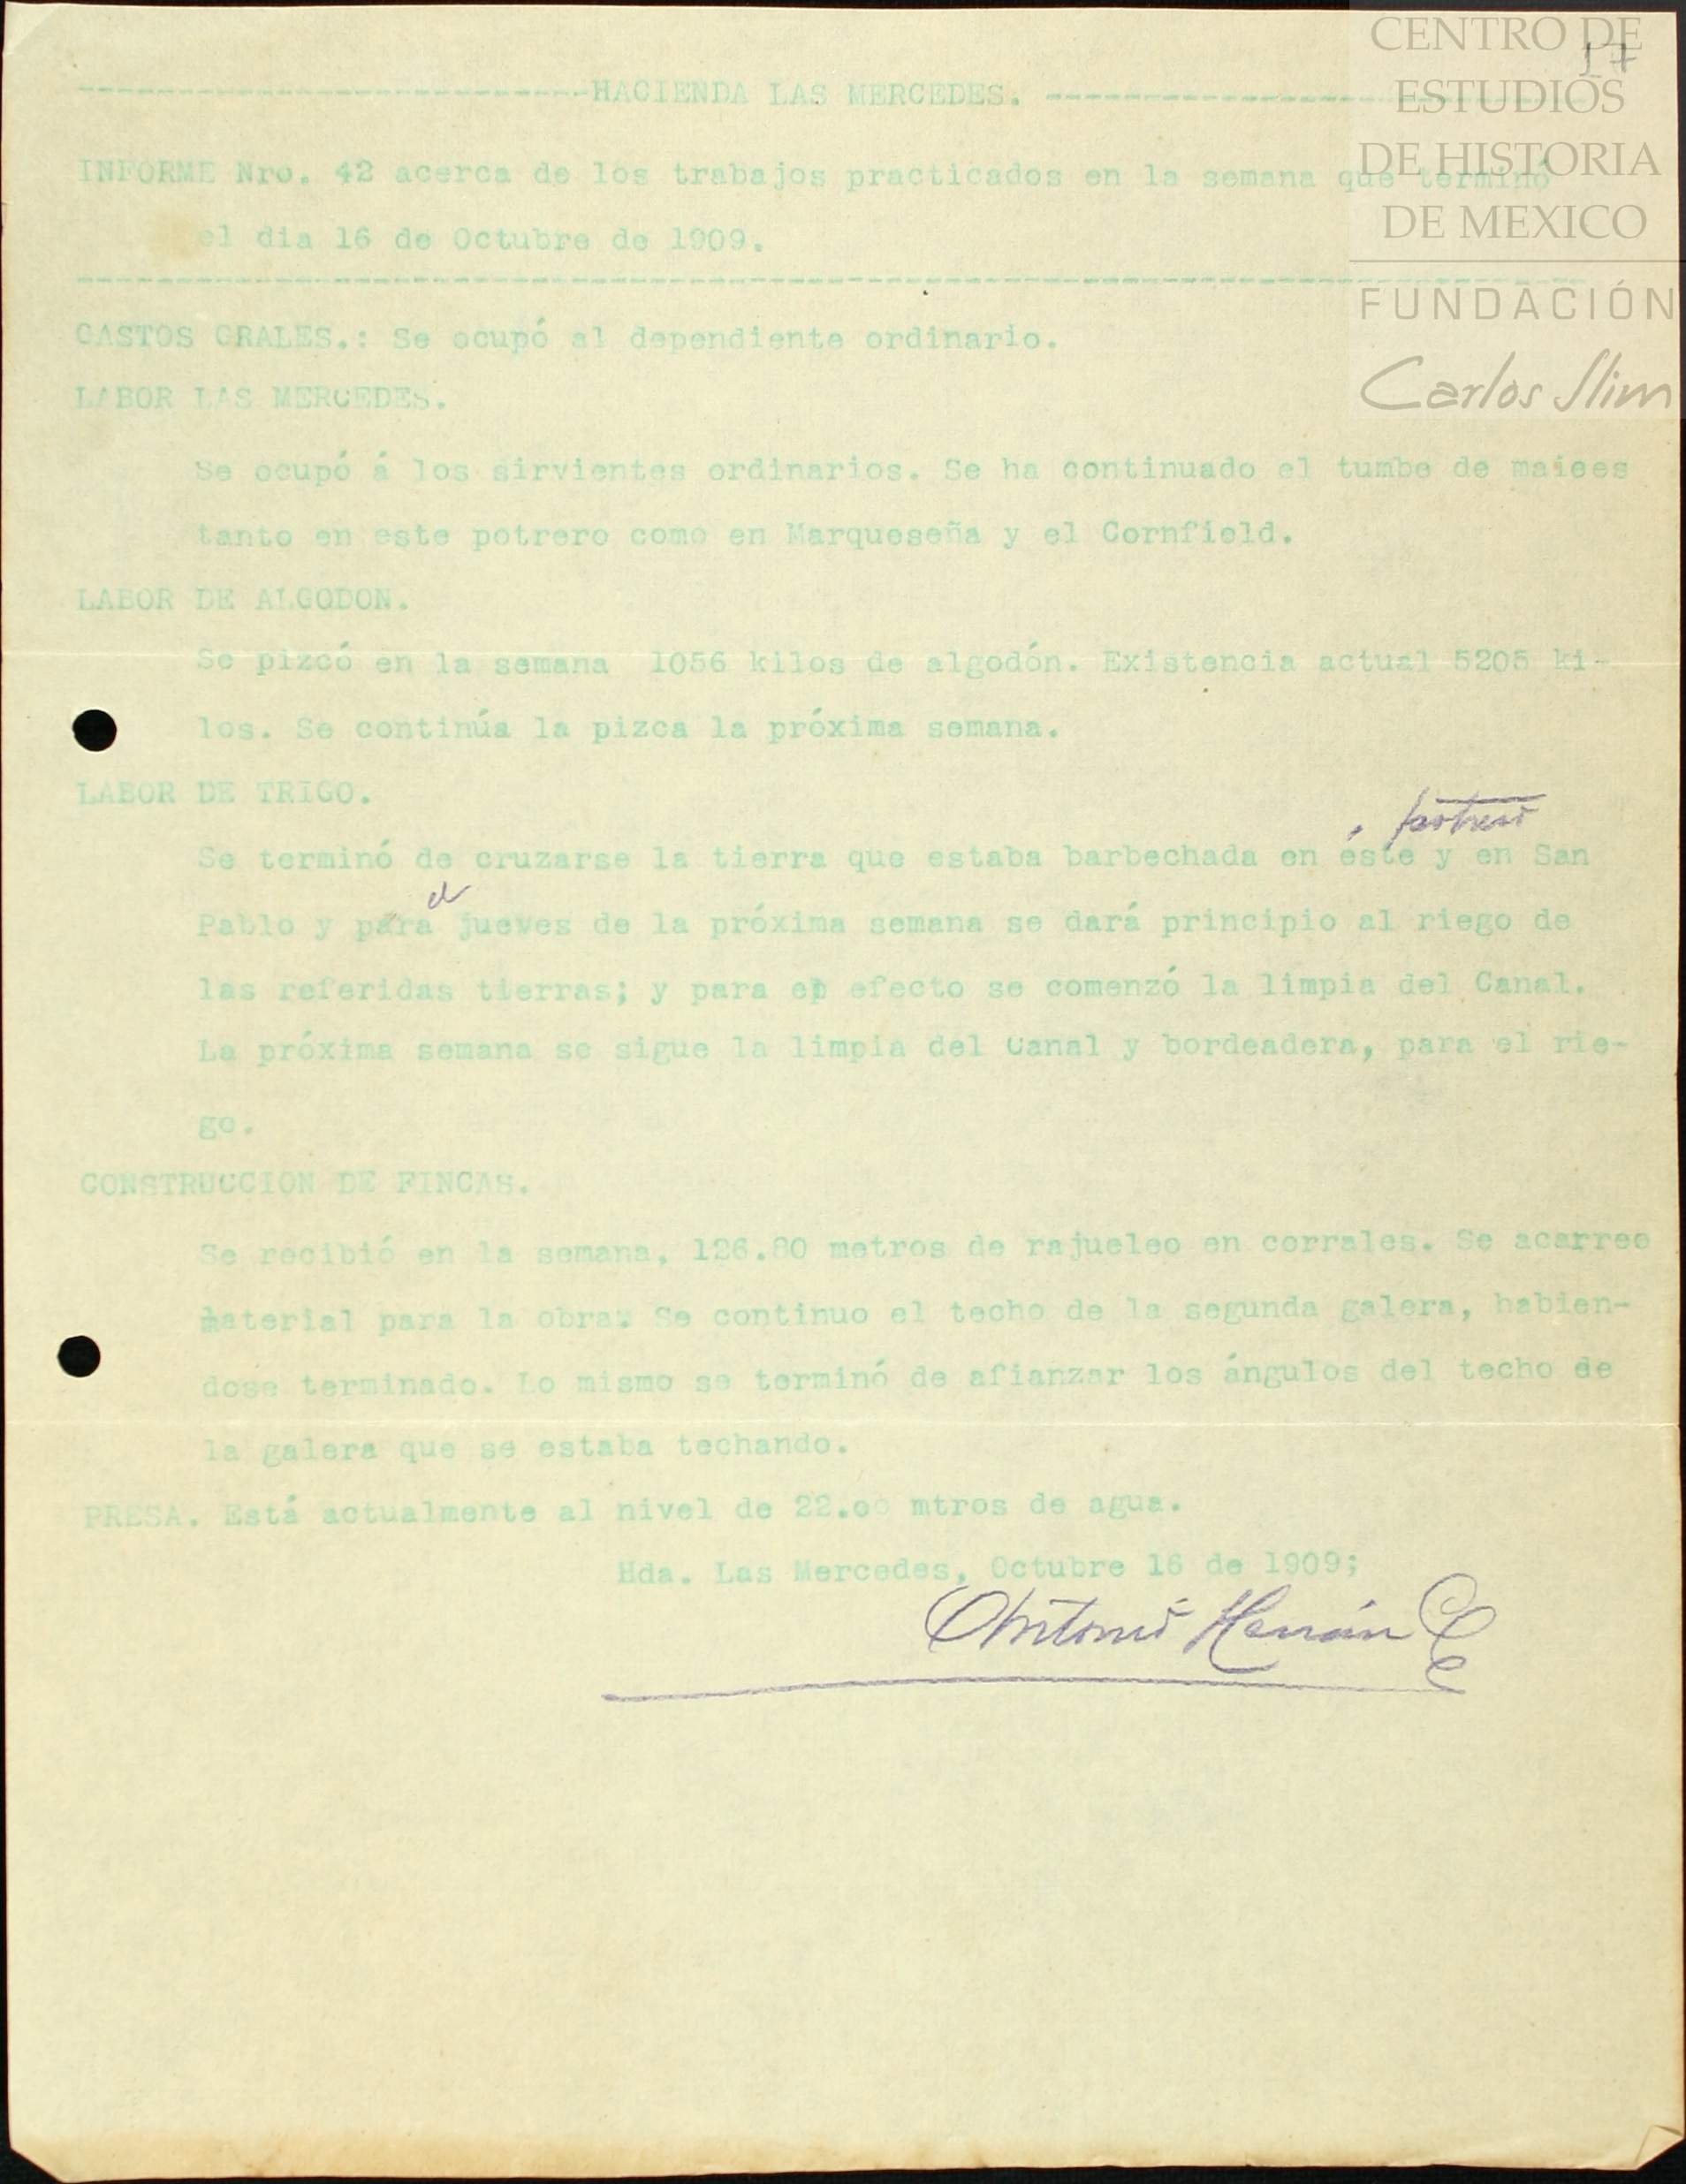 CENTRO DE
ESTUDIOS
DE HISTORIA
DE MEXICO
FUNDACIÓN
Carlos Slim
17
--------------------------HACIENDA LAS MERCEDES. ---------------------------
INFORME Nro. 42 acerca de los trabajos practicados en la semana que terminó
el dia 16 de Octubre de 1909.
GASTOS GRALES.: Se ocupó al dependiente ordinario.
LABOR LAS MERCEDES.
Se ocupó á los sirvientes ordinarios. Se ha continuado el tumbe de maices
tanto en este potrero como en Marqueseña y el Cornfield.
LABOR DE ALGODON.
Se pizcó en la semana 1056 kilos de algodón. Existencia actual 5205 ki-
los. Se continúa la pizca la próxima semana.
LABOR DE TRIGO.
potrero
Se terminó de cruzarse la tierra que estaba barbechada en éste y en San
el
Pablo y para jueves de la próxima semana se dará principio al riego de
las referidas tierras; y para el efecto se comenzó la limpia del Canal.
La próxima semana se sigue la limpia del Canal y bordeadera, para el rie-
go.
CONSTRUCCION DE FINCAS.
Se recibió en la semana, 126.80 metros de rajueleo en corrales. Se acarreo
material para la obra. Se continuo el techo de la segunda galera, habien-
dose terminado. Lo mismo se terminó de afianzar los ángulos del techo de
la galera que se estaba techando.
PRESA. Está actualmente al nivel de 22.00 mtros de agua.
Hda. Las Mercedes, Octubre 16 de 1909;
Antonio Hernán